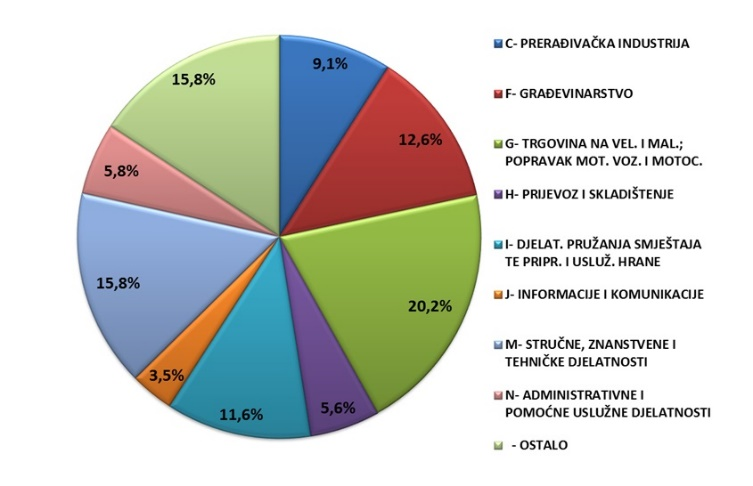 9,1%
12,6%
20,2%
5,6%
11,6%
3,5%
15,8%
5,8%
15,8%
C- PRERAĐIVAČKA INDUSTRIJA
F- GRAĐEVINARSTVO
G- TRGOVINA NA VEL. I MAL.;
POPRAVAK MOT. VOZ. I MOTOC.
H- PRIJEVOZ I SKLADIŠTENJE
I- DJELAT. PRUŽANJA SMJEŠTAJA
TE PRIPR. I USLUŽ. HRANE
J- INFORMACIJE I KOMUNIKACIJE
M- STRUČNE, ZNANSTVENE I
TEHNIČKE DJELATNOSTI
N- ADMINISTRATIVNE I
POMOĆNE USLUŽNE DJELATNOSTI
- OSTALO